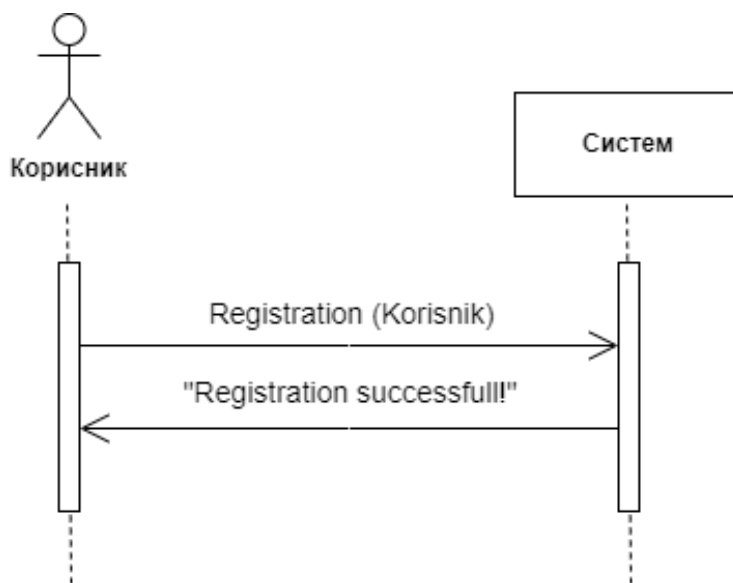 Корисник
Систем
Registration (Korisnik)
"Registration successfull!"